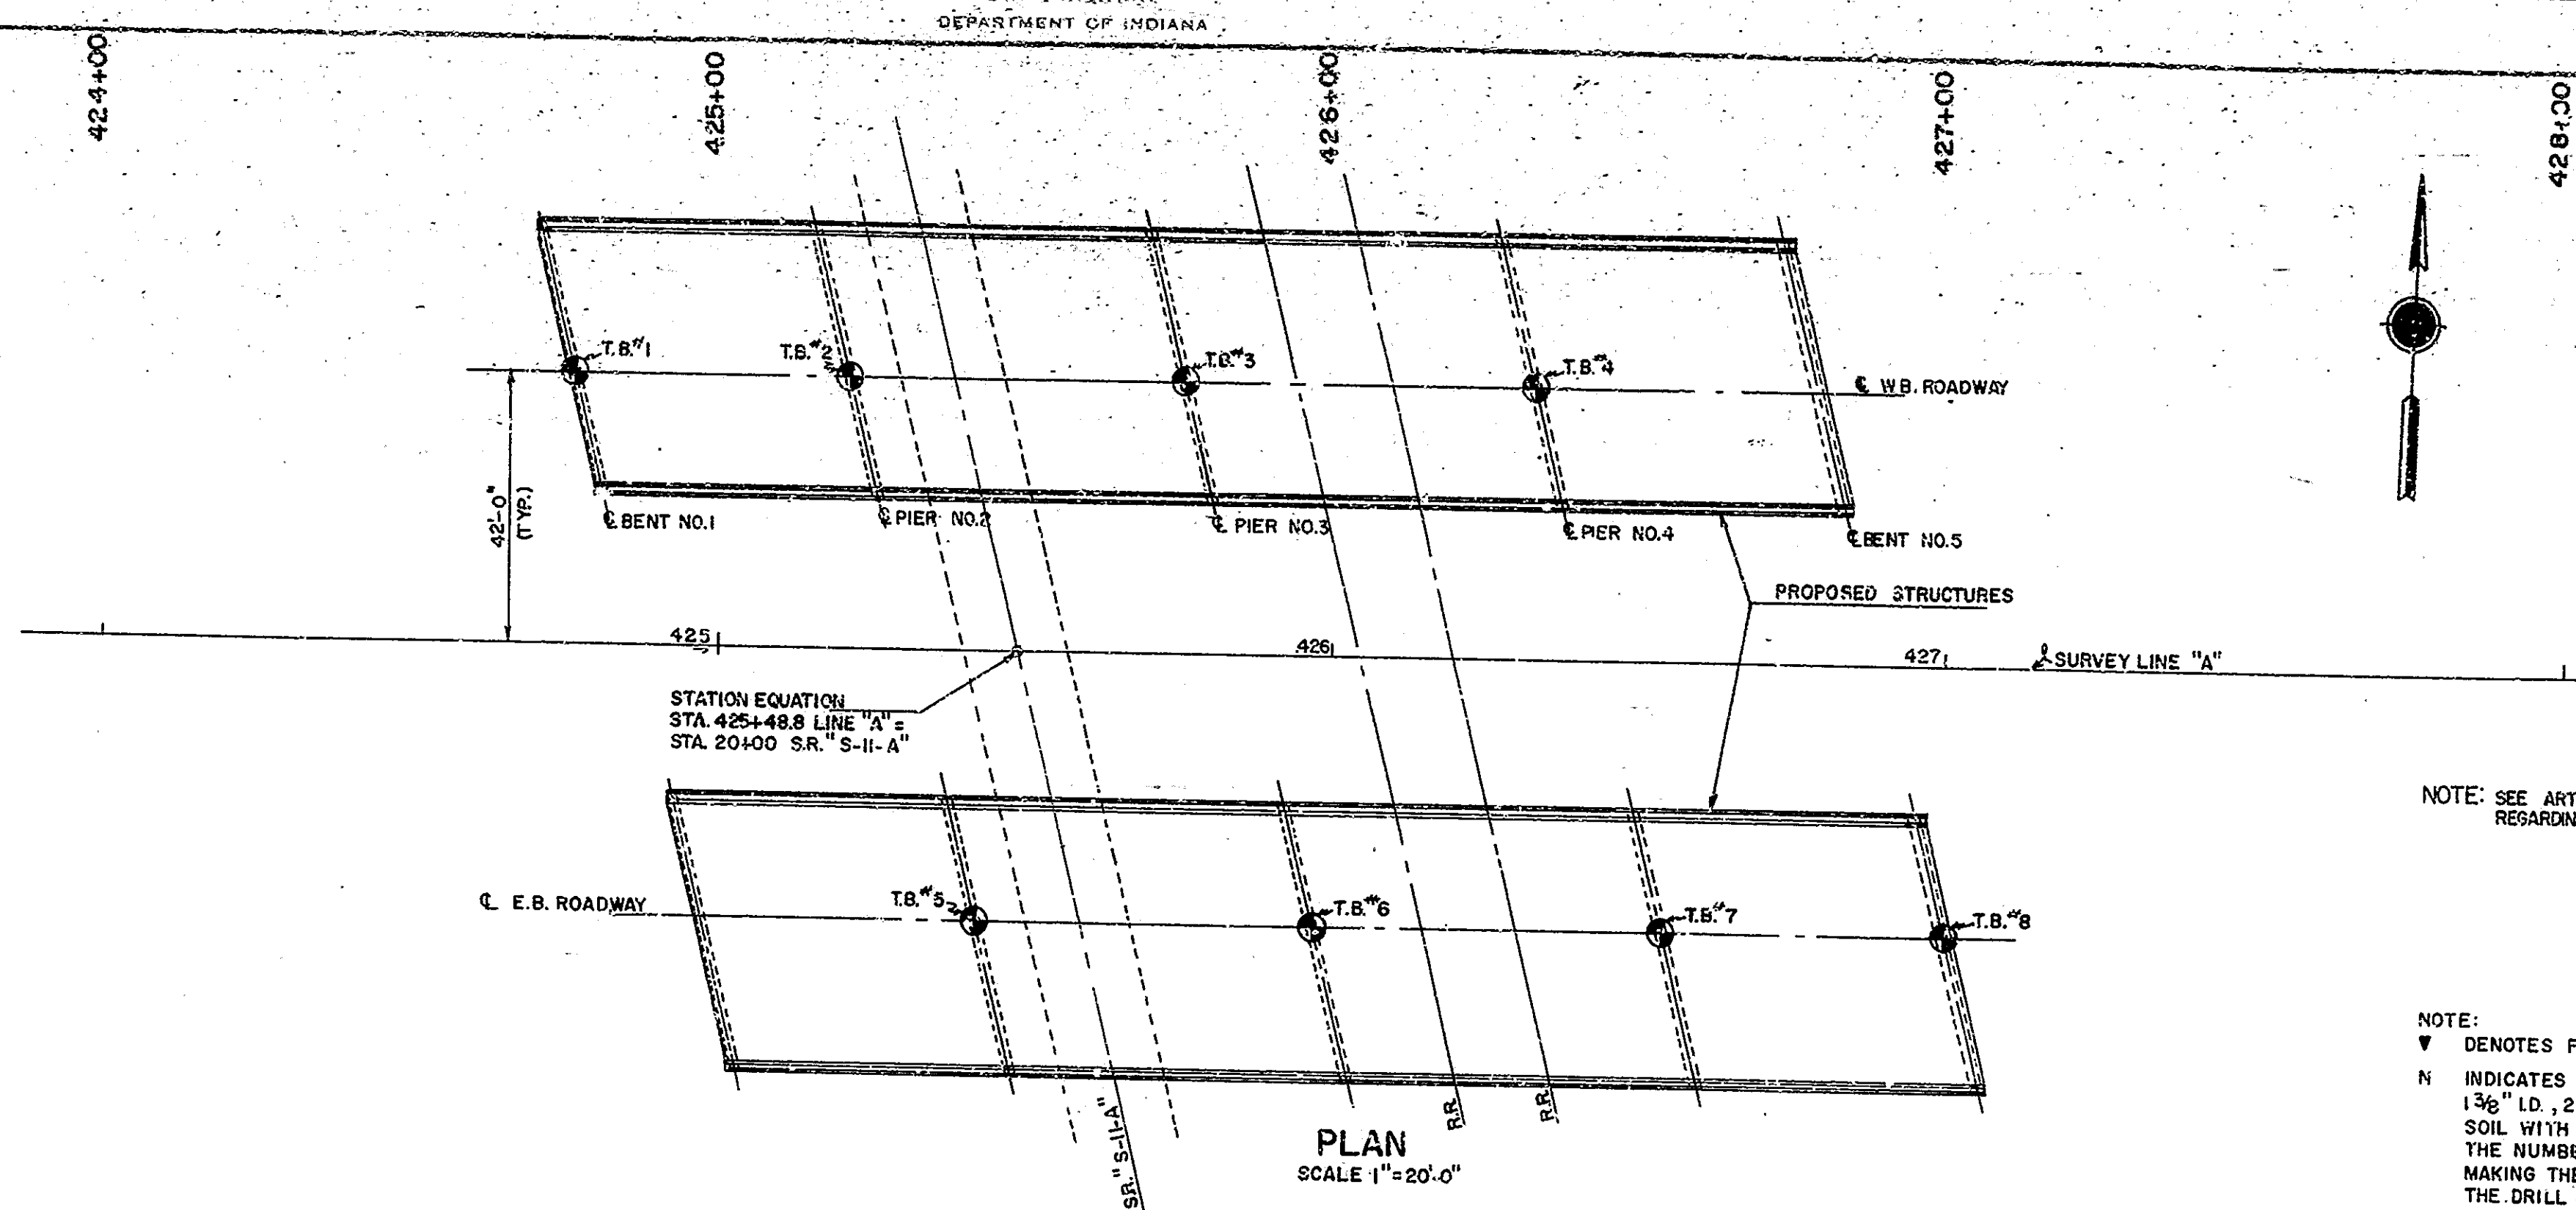 DEPARTMENT OF INDIANA
424+00
425+00
426+00
427+00
428+00
T.B.#1
T.B.#2
T.B.#3
T.B.#4
℄ W.B. ROADWAY
42'-0"
(TYP.)
℄ BENT NO.1
℄ PIER NO.2
℄ PIER NO.3
℄ PIER NO.4
℄ BENT NO.5
PROPOSED STRUCTURES
425
426
427
SURVEY LINE "A"
STATION EQUATION
STA. 425+48.8 LINE "A" =
STA. 20+00 S.R. "S-11-A"
NOTE: SEE ART
REGARDIN
℄ E.B. ROADWAY
T.B.#5
T.B.#6
T.B.#7
T.B.#8
NOTE:
DENOTES F
N INDICATES
1 3/8" I.D., 2
SOIL WITH
THE NUMBE
MAKING THE
THE DRILL
S.R. "S-11-A"
R.R.
R.R.
PLAN
SCALE 1"=20'-0"